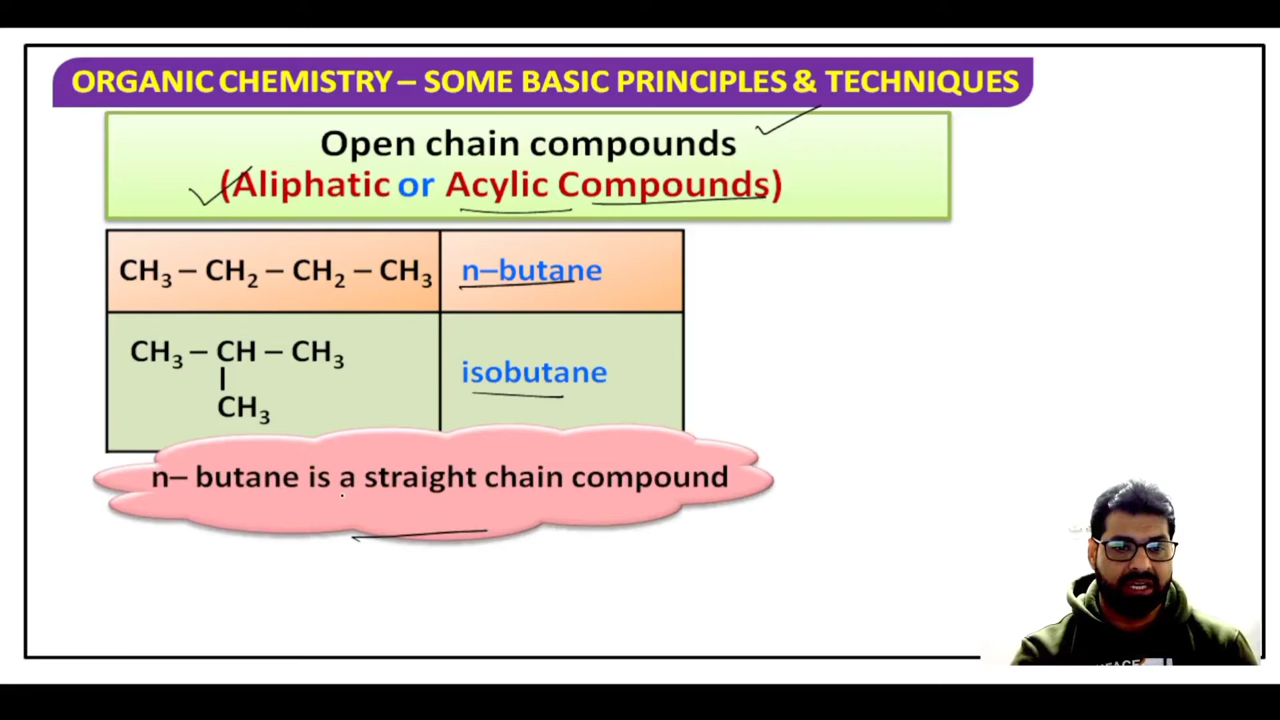 ORGANIC CHEMISTRY – SOME BASIC PRINCIPLES & TECHNIQUES
Open chain compounds
(Aliphatic or Acylic Compounds)
CH₃ – CH₂ – CH₂ – CH₃ n–butane
CH₃ – CH – CH₃
CH₃
isobutane
n– butane is a straight chain compound